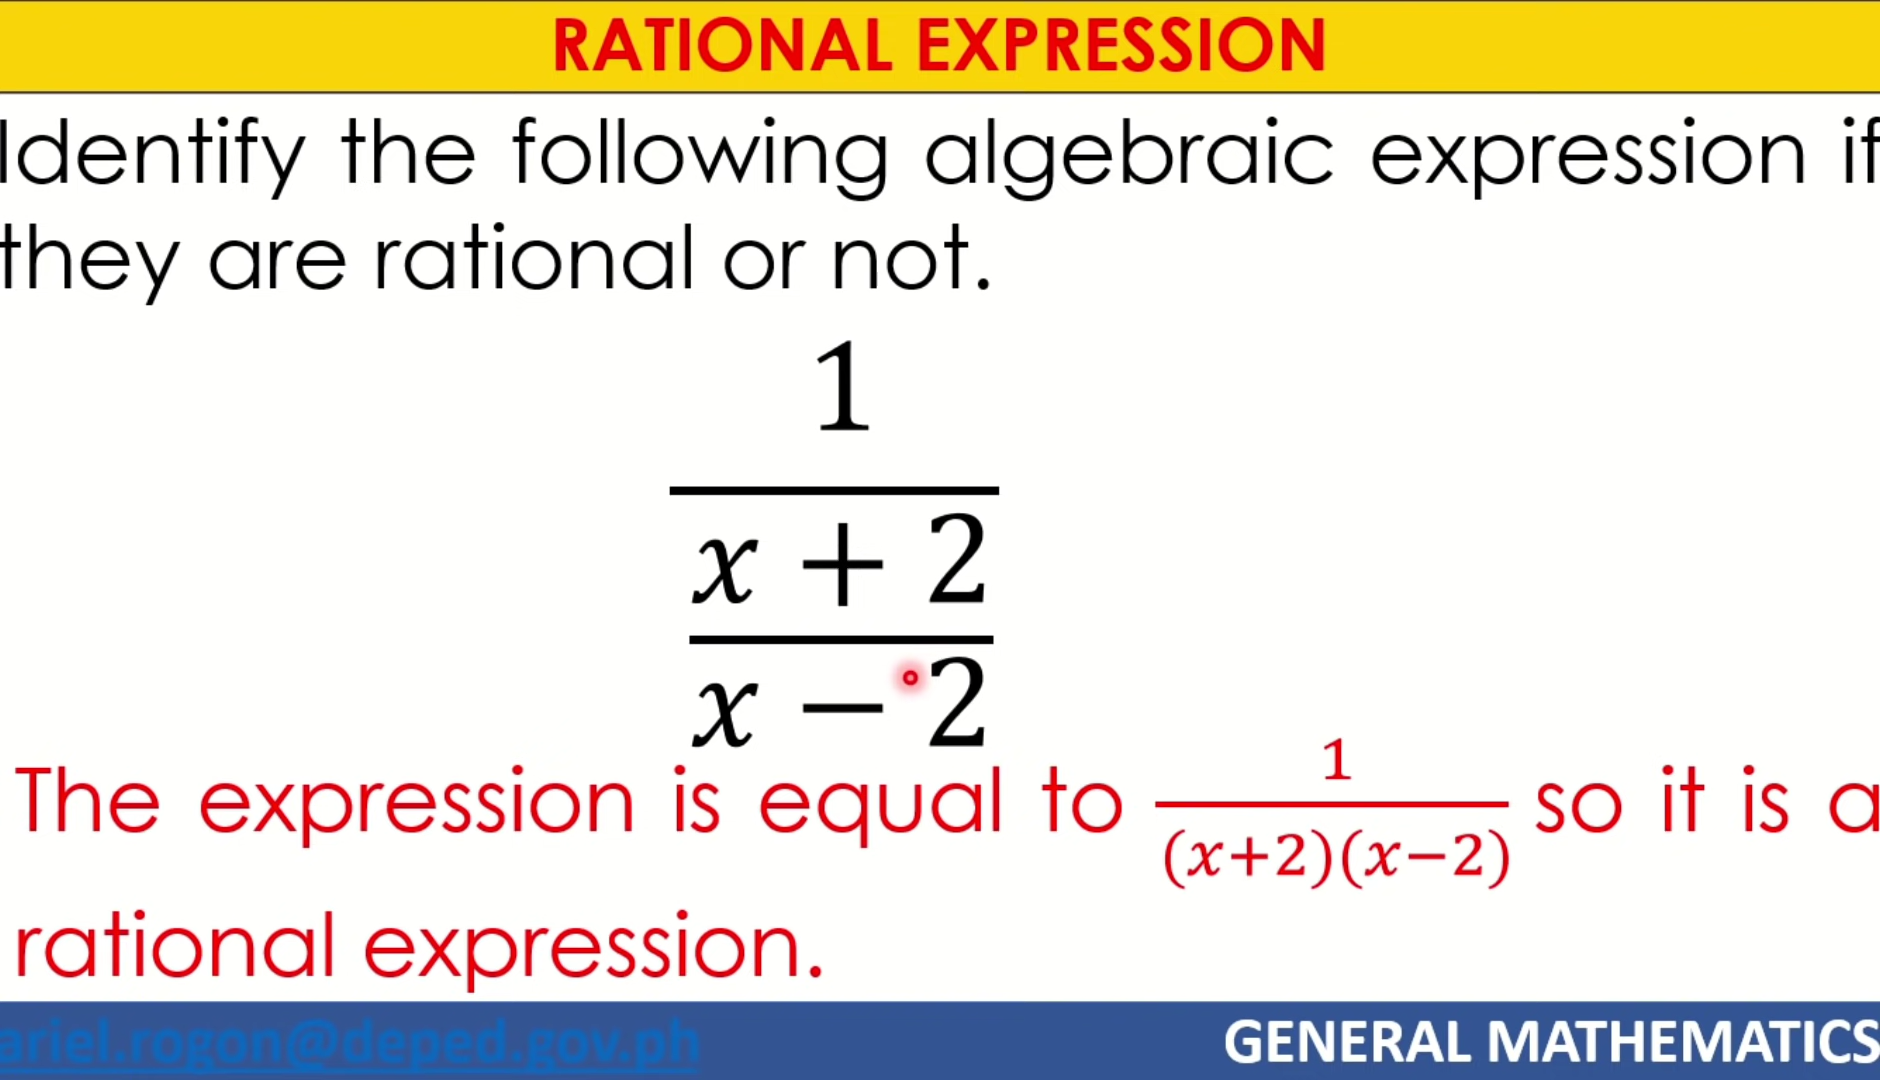 RATIONAL EXPRESSION
Identify the following algebraic expression if
they are rational or not.
1
x + 2
x − 2
The expression is equal to 1/(x+2)(x−2) so it is a
rational expression.
ariel.rogon@deped.gov.ph
GENERAL MATHEMATICS